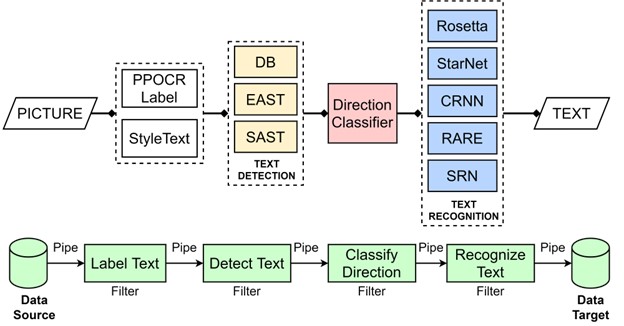 PICTURE
PPOCR
Label
StyleText
DB
EAST
SAST
TEXT
DETECTION
Direction
Classifier
Rosetta
StarNet
CRNN
RARE
SRN
TEXT
RECOGNITION
TEXT
Data
Source
Pipe
Label Text
Filter
Pipe
Detect Text
Filter
Pipe
Classify
Direction
Filter
Pipe
Recognize
Text
Filter
Pipe
Data
Target